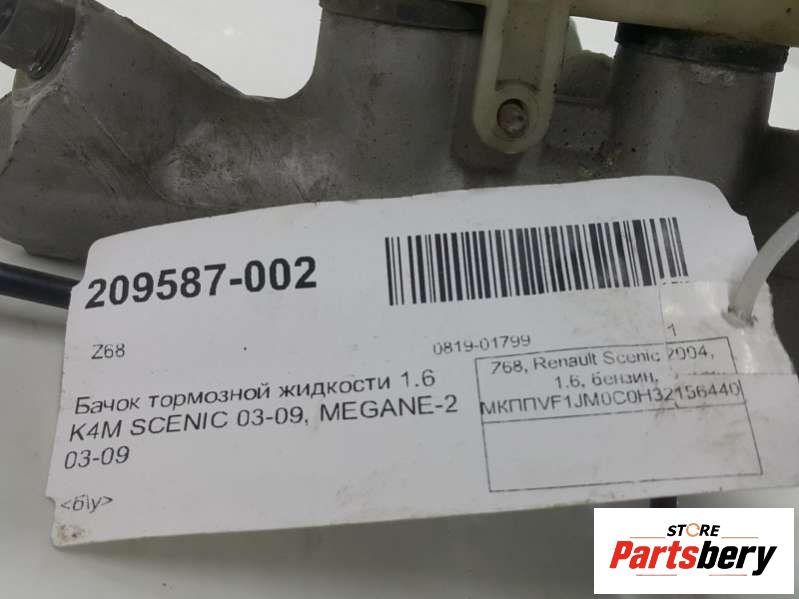 209587-002
Z68
0819-01799
1
Бачок тормозной жидкости 1.6
K4M SCENIC 03-09, MEGANE-2
03-09
<б\у>
Z68, Renault Scenic 2004,
1.6, бензин,
МКППVF1JM0C0H32156440
STORE
Partsbery